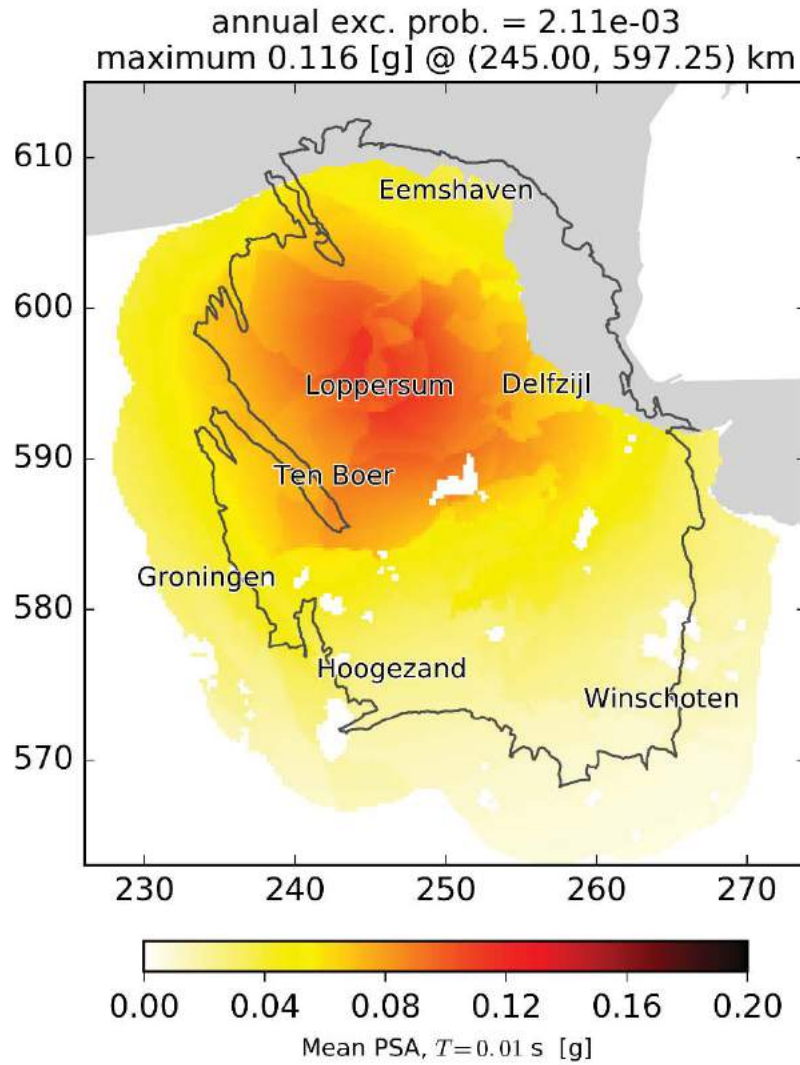 annual exc. prob. = 2.11e-03
maximum 0.116 [g] @ (245.00, 597.25) km
610
Eemshaven
600
Loppersum Delfzijl
590
Ten Boer
Groningen
580
Hoogezand
Winschoten
570
230 240 250 260 270
0.00 0.04 0.08 0.12 0.16 0.20
Mean PSA, T=0.01 s [g]